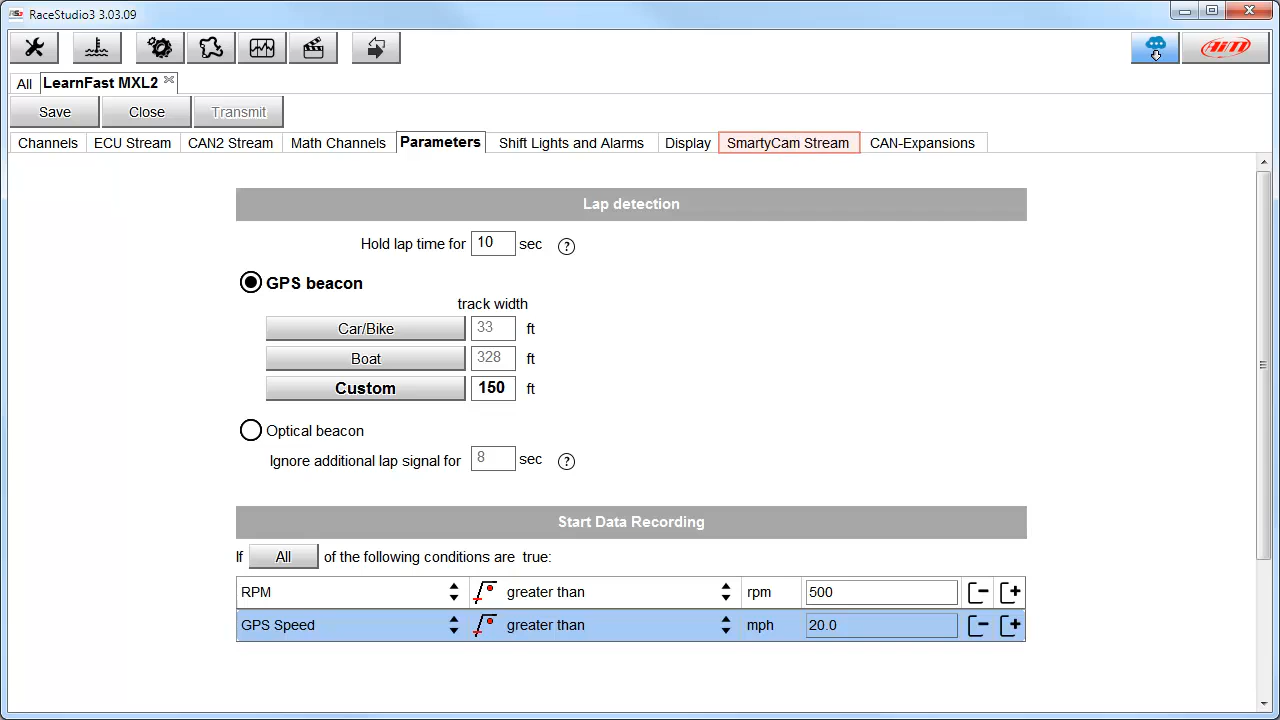 RaceStudio3 3.03.09
AiM
All LearnFast MXL2
Save Close Transmit
Channels ECU Stream CAN2 Stream Math Channels Parameters Shift Lights and Alarms Display SmartyCam Stream CAN-Expansions
Lap detection
Hold lap time for 10 sec ?
GPS beacon
track width
Car/Bike 33 ft
Boat 328 ft
Custom 150 ft
Optical beacon
Ignore additional lap signal for 8 sec ?
Start Data Recording
If All of the following conditions are true:
RPM greater than rpm 500
GPS Speed greater than mph 20.0